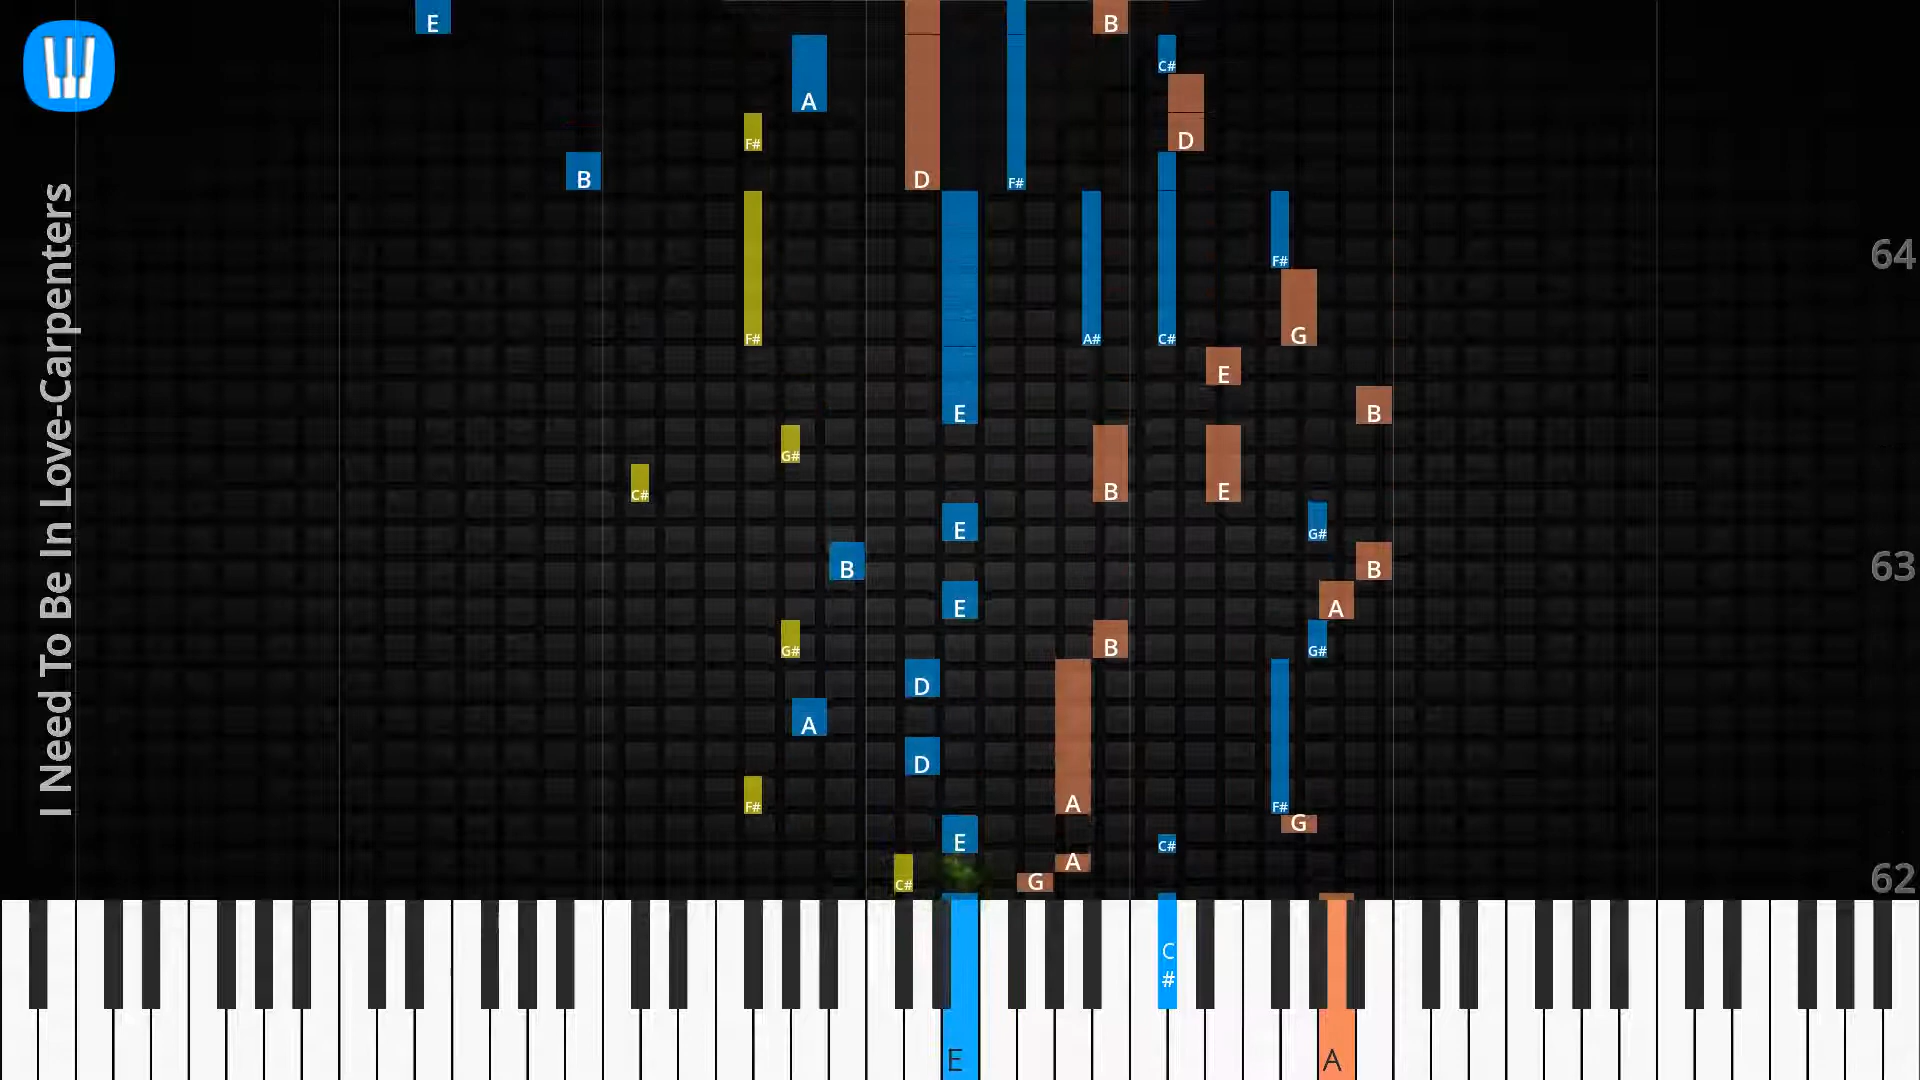 I Need To Be In Love-Carpenters
E B
C#
A
F# D
B D F#
64
F#
F# A# C# G
E
E B
G# B E
C#
E G#
63
B B
E A
G# B G#
D
A
D
F# A F#
G
E C#
A
62
C# G
C
#
E A